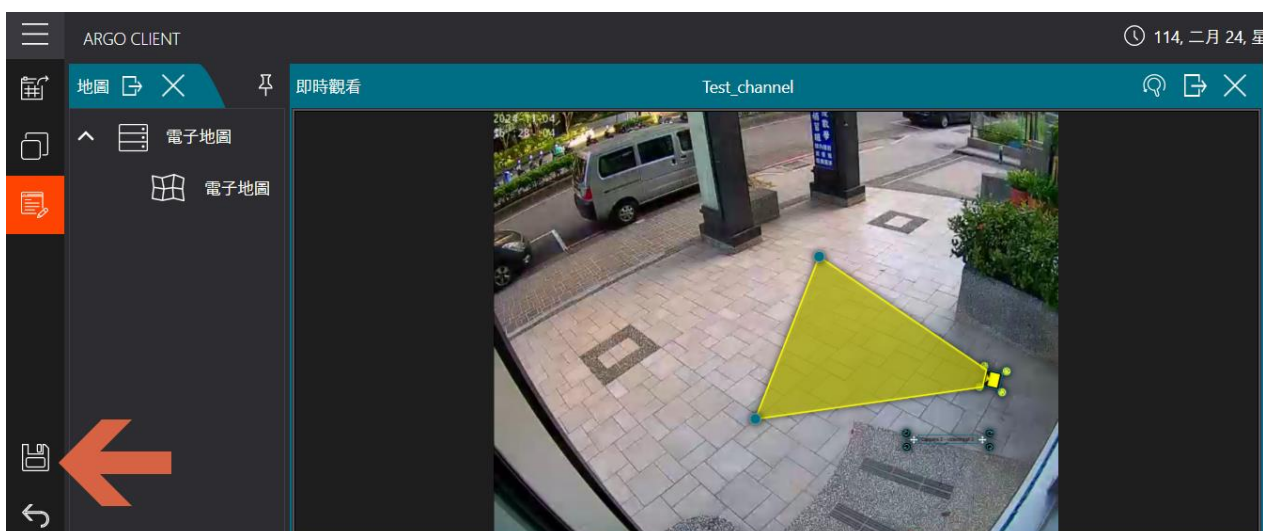 ARGO CLIENT
114, 二月 24, 星
地圖
即時觀看
Test_channel
電子地圖
電子地圖
2024-11-04